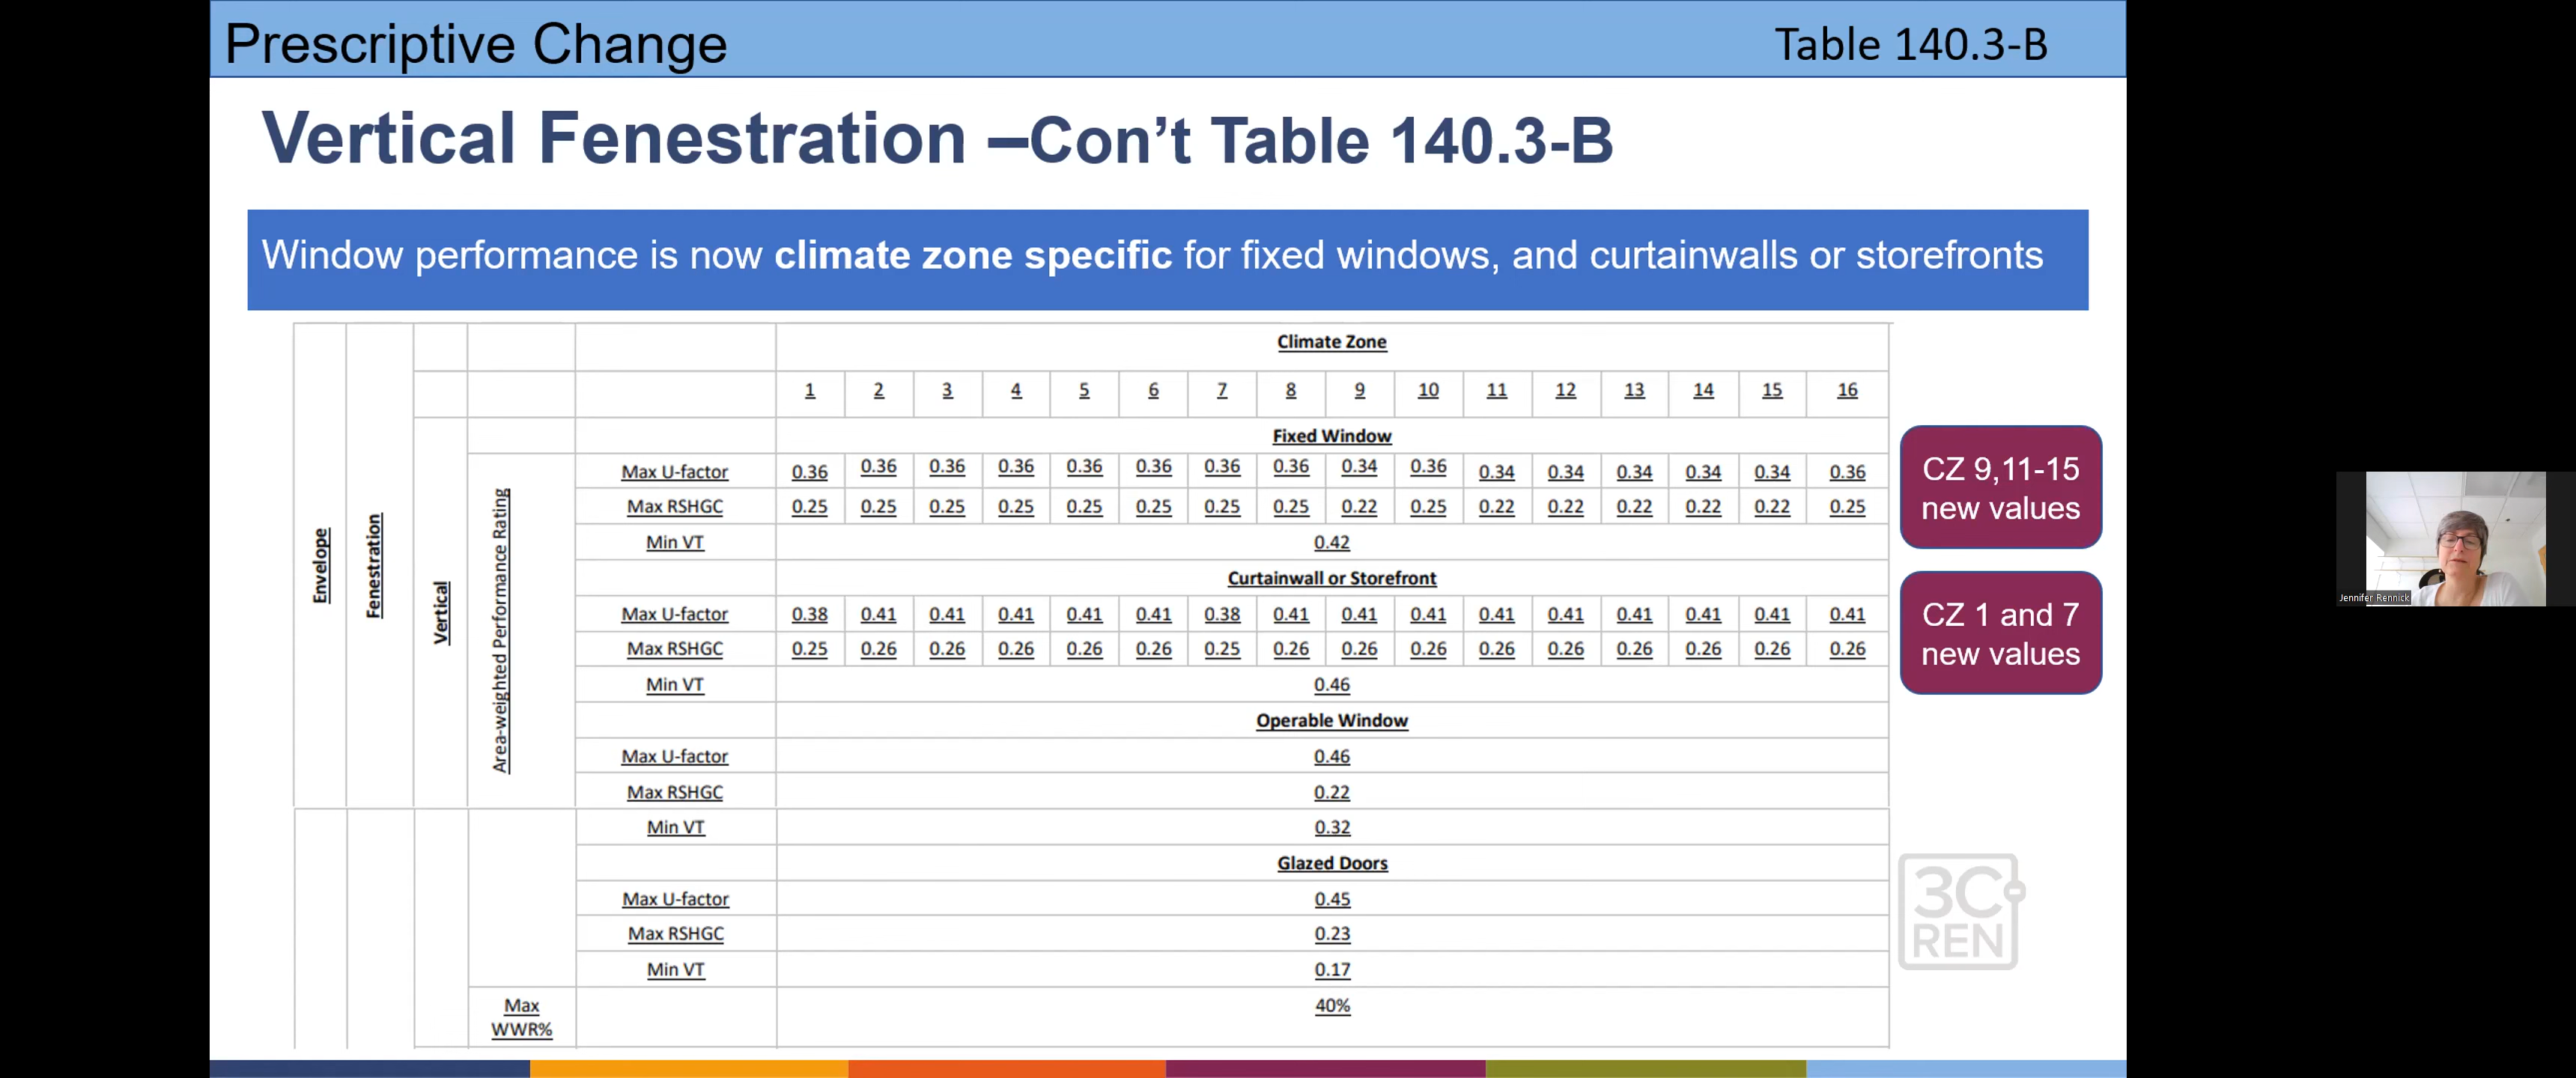 Prescriptive Change
Table 140.3-B
Vertical Fenestration –Con’t Table 140.3-B
Window performance is now climate zone specific for fixed windows, and curtainwalls or storefronts
Envelope
Fenestration
Vertical
Area-weighted Performance Rating
Climate Zone
1 2 3 4 5 6 7 8 9 10 11 12 13 14 15 16
Fixed Window
Max U-factor 0.36 0.36 0.36 0.36 0.36 0.36 0.36 0.36 0.34 0.36 0.34 0.34 0.34 0.34 0.34 0.36
Max RSHGC 0.25 0.25 0.25 0.25 0.25 0.25 0.25 0.25 0.22 0.25 0.22 0.22 0.22 0.22 0.22 0.25
Min VT 0.42
Curtainwall or Storefront
Max U-factor 0.38 0.41 0.41 0.41 0.41 0.41 0.38 0.41 0.41 0.41 0.41 0.41 0.41 0.41 0.41 0.41
Max RSHGC 0.25 0.26 0.26 0.26 0.26 0.26 0.25 0.26 0.26 0.26 0.26 0.26 0.26 0.26 0.26 0.26
Min VT 0.46
Operable Window
Max U-factor 0.46
Max RSHGC 0.22
Min VT 0.32
Glazed Doors
Max U-factor 0.45
Max RSHGC 0.23
Min VT 0.17
Max 40%
WWR%
CZ 9,11-15
new values
CZ 1 and 7
new values
3C-
REN
Jennifer Rennick